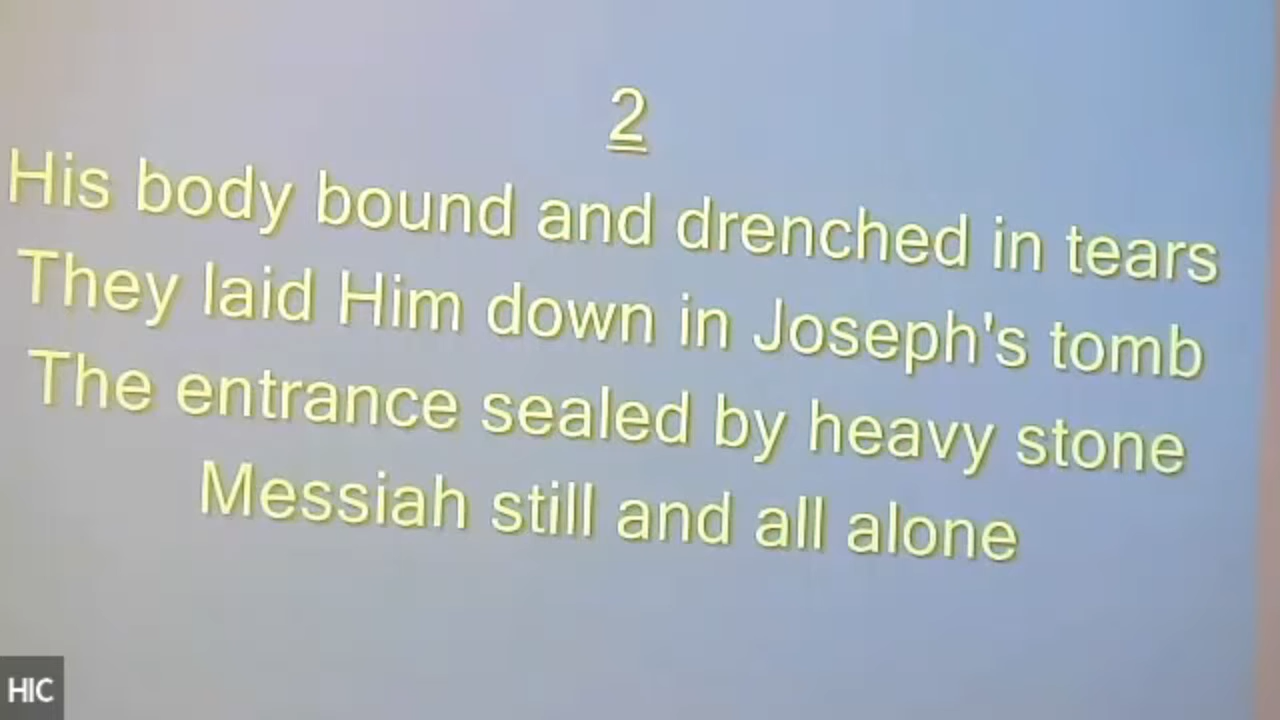 2
His body bound and drenched in tears
They laid Him down in Joseph's tomb
The entrance sealed by heavy stone
Messiah still and all alone
HIC